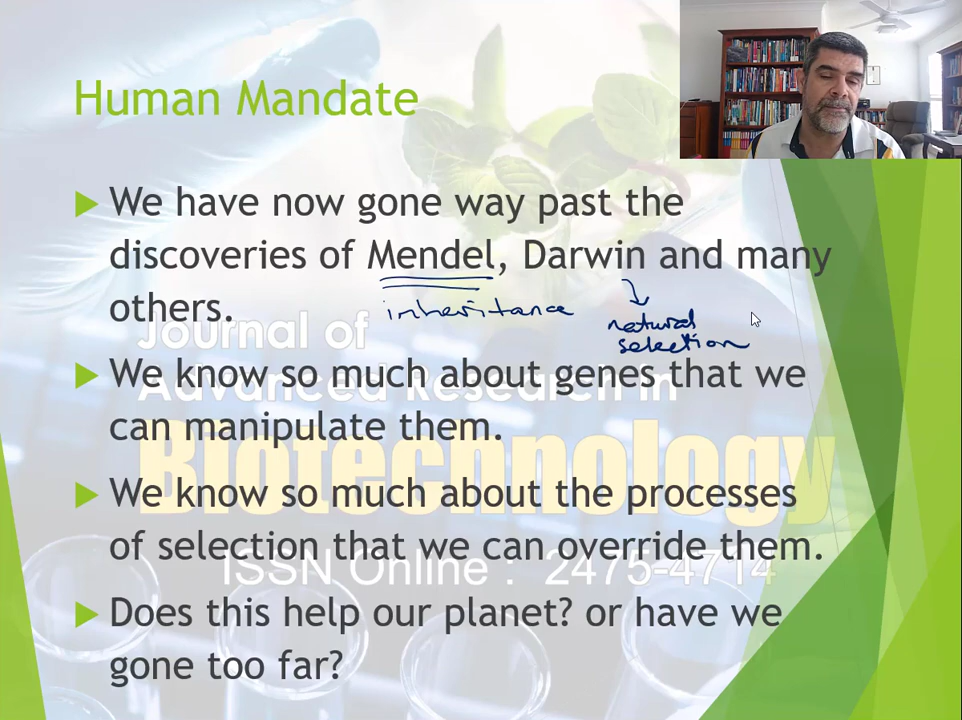 Human Mandate
We have now gone way past the
discoveries of Mendel, Darwin and many
others.
inheritance
natural
selection
We know so much about genes that we
can manipulate them.
We know so much about the processes
of selection that we can override them.
Does this help our planet? or have we
gone too far?
Journal of
Advanced Research in
Biotechnology
ISSN Online : 2475-4714